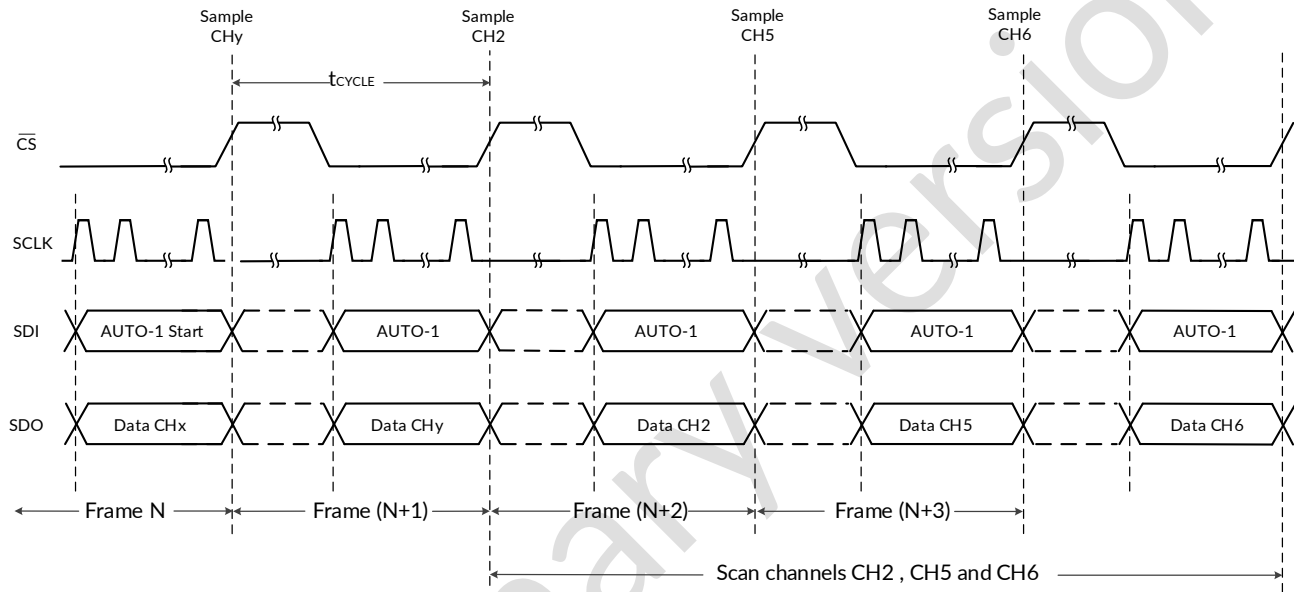 Sample
CHy
Sample
CH2
Sample
CH5
Sample
CH6
tCYCLE
CS
SCLK
SDI
AUTO-1 Start
AUTO-1
AUTO-1
AUTO-1
AUTO-1
SDO
Data CHx
Data CHy
Data CH2
Data CH5
Data CH6
Frame N
Frame (N+1)
Frame (N+2)
Frame (N+3)
Scan channels CH2 , CH5 and CH6